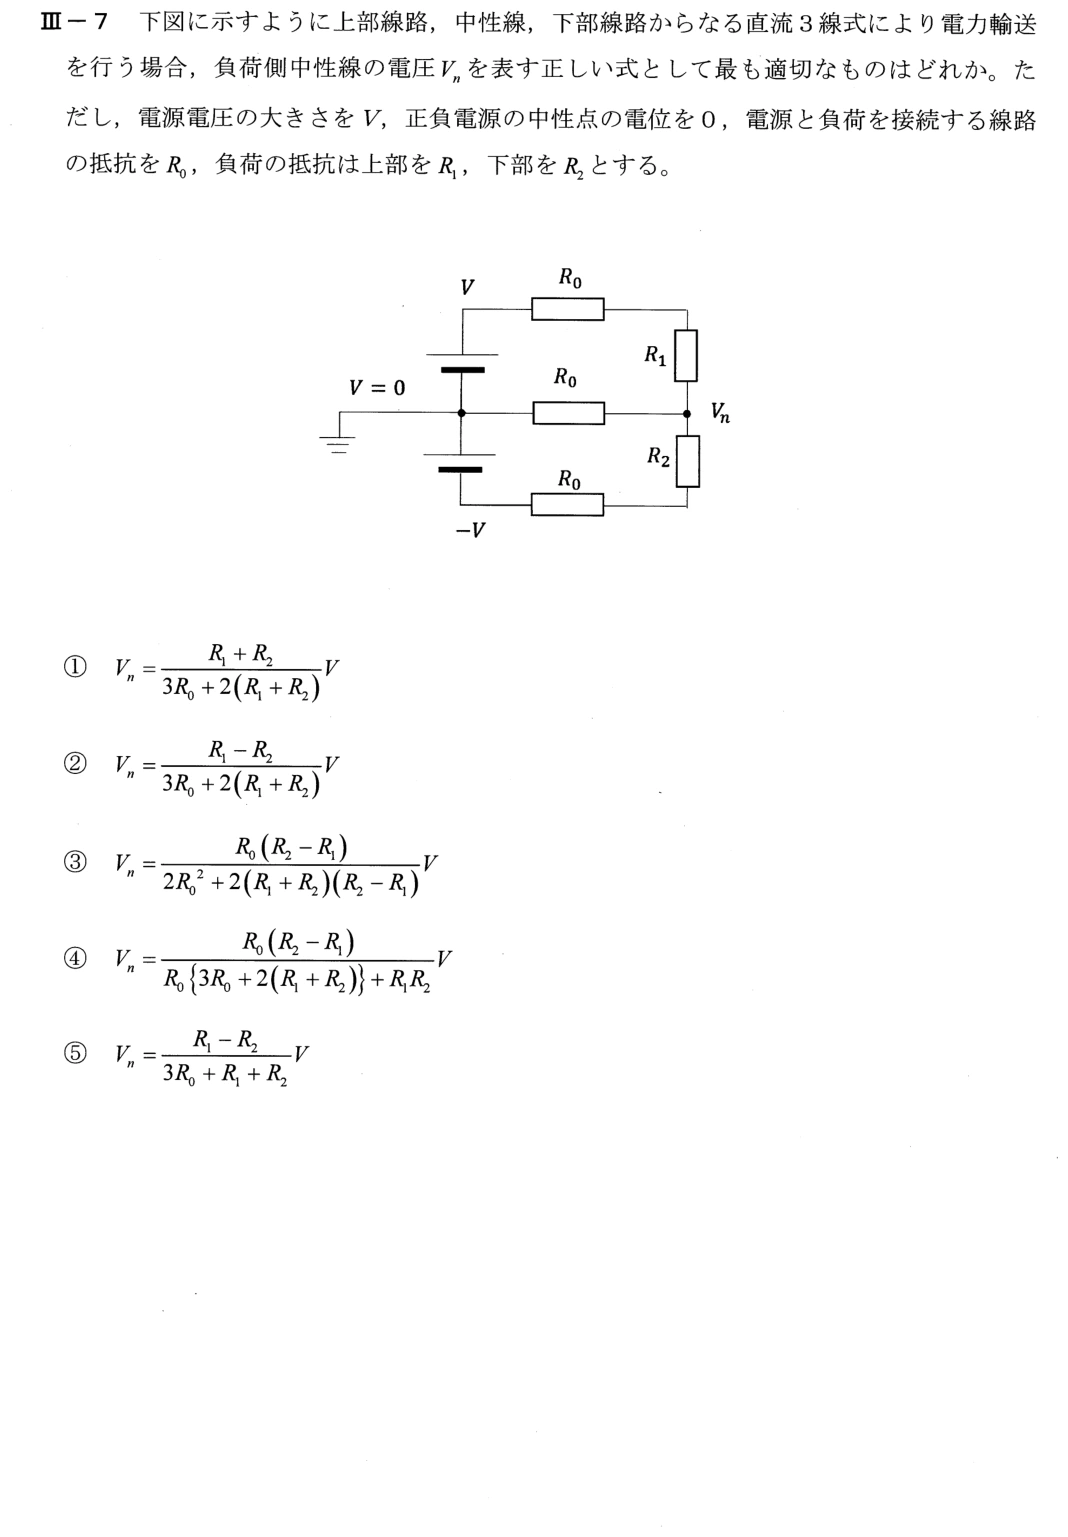 Ⅲ－7　下図に示すように上部線路，中性線，下部線路からなる直流3線式により電力輸送
を行う場合，負荷側中性線の電圧Vₙを表す正しい式として最も適切なものはどれか。た
だし，電源電圧の大きさをV，正負電源の中性点の電位を0，電源と負荷を接続する線路
の抵抗をR₀，負荷の抵抗は上部をR₁，下部をR₂とする。
V
R₀
R₁
V = 0
R₀
Vₙ
R₂
R₀
−V
① Vₙ = (R₁ + R₂) / (3R₀ + 2(R₁ + R₂)) V
② Vₙ = (R₁ − R₂) / (3R₀ + 2(R₁ + R₂)) V
③ Vₙ = R₀(R₂ − R₁) / (2R₀² + 2(R₁ + R₂)(R₂ − R₁)) V
④ Vₙ = R₀(R₂ − R₁) / (R₀{3R₀ + 2(R₁ + R₂)} + R₁R₂) V
⑤ Vₙ = (R₁ − R₂) / (3R₀ + R₁ + R₂) V